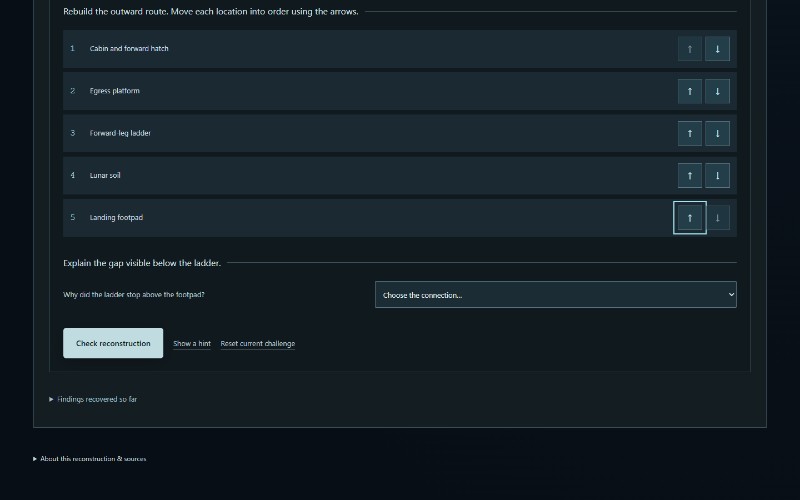 Rebuild the outward route. Move each location into order using the arrows.
1 Cabin and forward hatch ↑ ↓
2 Egress platform ↑ ↓
3 Forward-leg ladder ↑ ↓
4 Lunar soil ↑ ↓
5 Landing footpad ↑ ↓
Explain the gap visible below the ladder.
Why did the ladder stop above the footpad? Choose the connection...
Check reconstruction Show a hint Reset current challenge
▶ Findings recovered so far
▶ About this reconstruction & sources